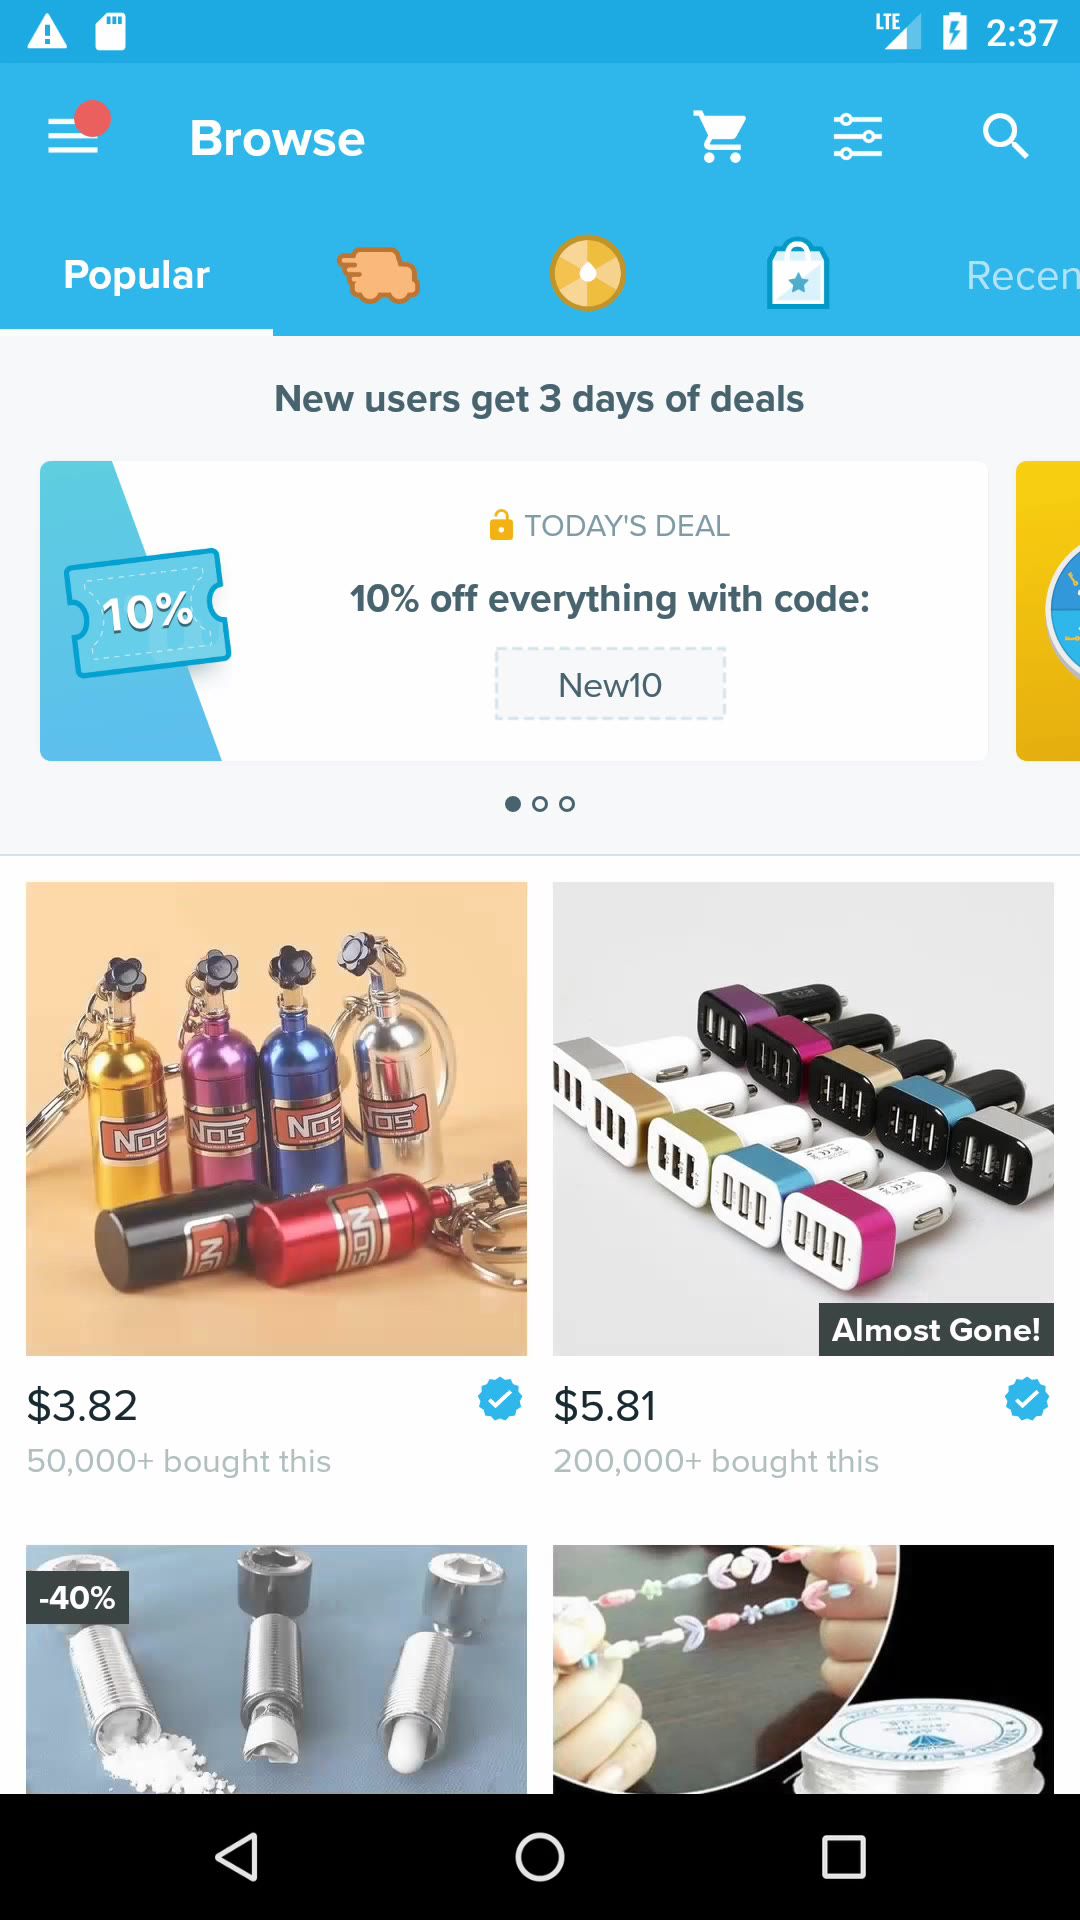 LTE 2:37
Browse
Popular Recen
New users get 3 days of deals
TODAY'S DEAL
10% off everything with code:
10%
New10
NOS NOS NOS NOS
NOS NOS
Almost Gone!
$3.82 $5.81
50,000+ bought this 200,000+ bought this
-40%